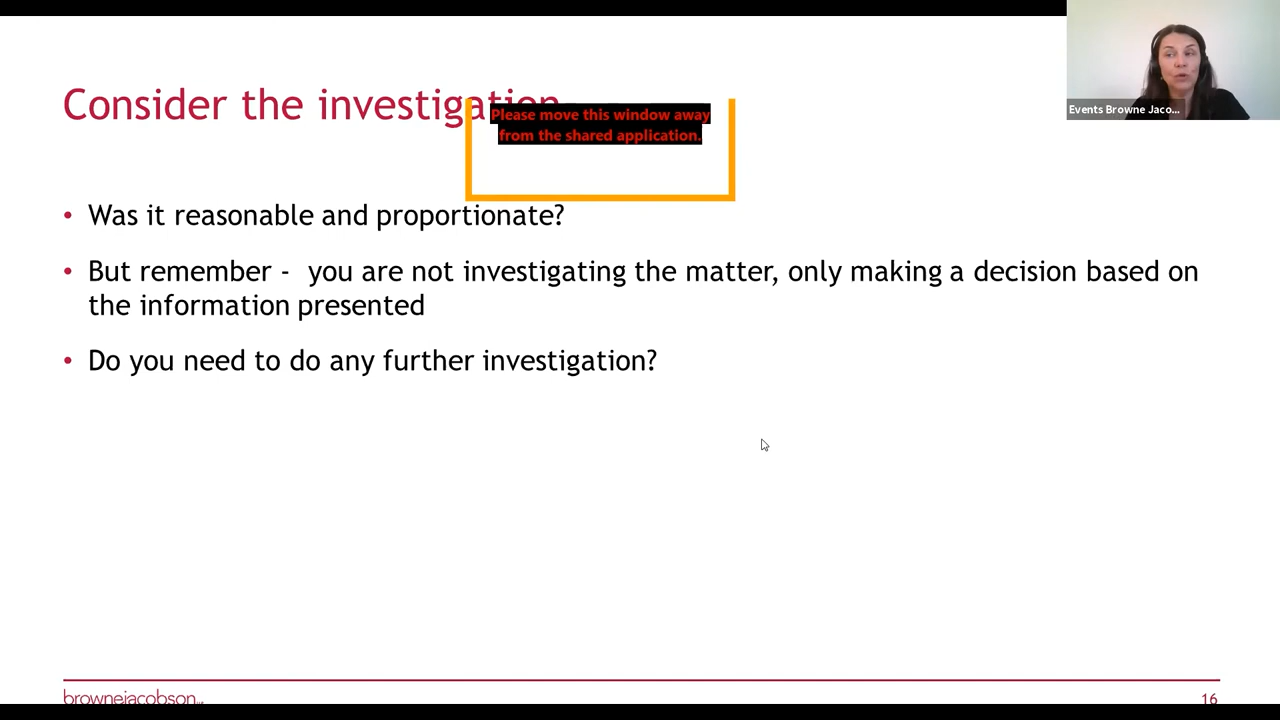 Consider the investigation
Please move this window away
from the shared application.
Events Browne Jaco...
• Was it reasonable and proportionate?
• But remember - you are not investigating the matter, only making a decision based on
the information presented
• Do you need to do any further investigation?
brownejacobson LLP
16